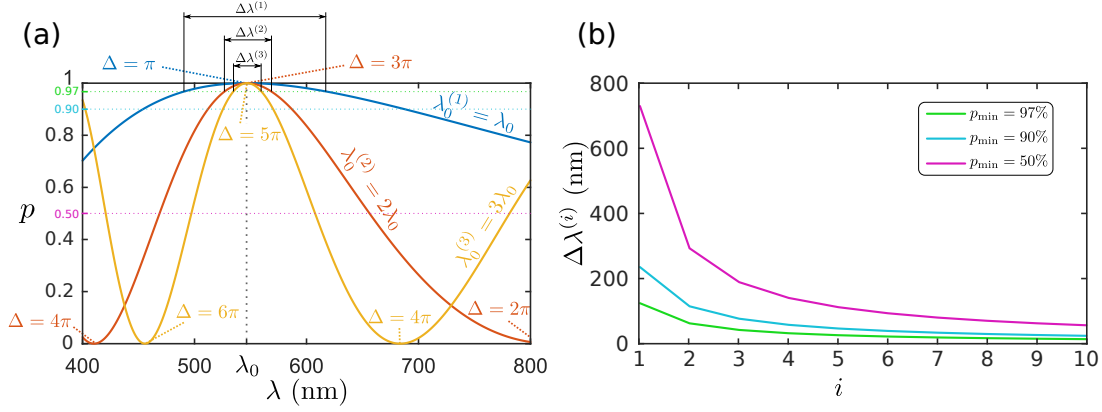 (a)
Δλ⁽¹⁾
Δλ⁽²⁾
Δλ⁽³⁾
Δ = π
Δ = 3π
1
0.97
0.90
0.8
0.6
0.50
0.4
0.2
0
p
λ₀⁽¹⁾ = λ₀
Δ = 5π
λ₀⁽²⁾ = 2λ₀
λ₀⁽³⁾ = 3λ₀
Δ = 4π
Δ = 6π
Δ = 4π
Δ = 2π
400 500 λ₀ 600 700 800
λ (nm)
(b)
800
600
400
200
0
Δλ⁽ⁱ⁾ (nm)
p_min = 97%
p_min = 90%
p_min = 50%
1 2 3 4 5 6 7 8 9 10
i